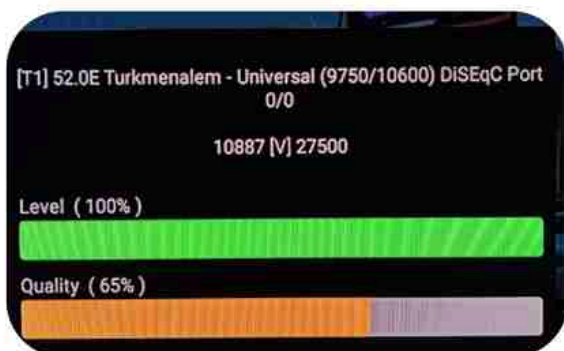 [T1] 52.0E Turkmenalem - Universal (9750/10600) DiSEqC Port
0/0
10887 [V] 27500
Level ( 100% )
Quality ( 65% )